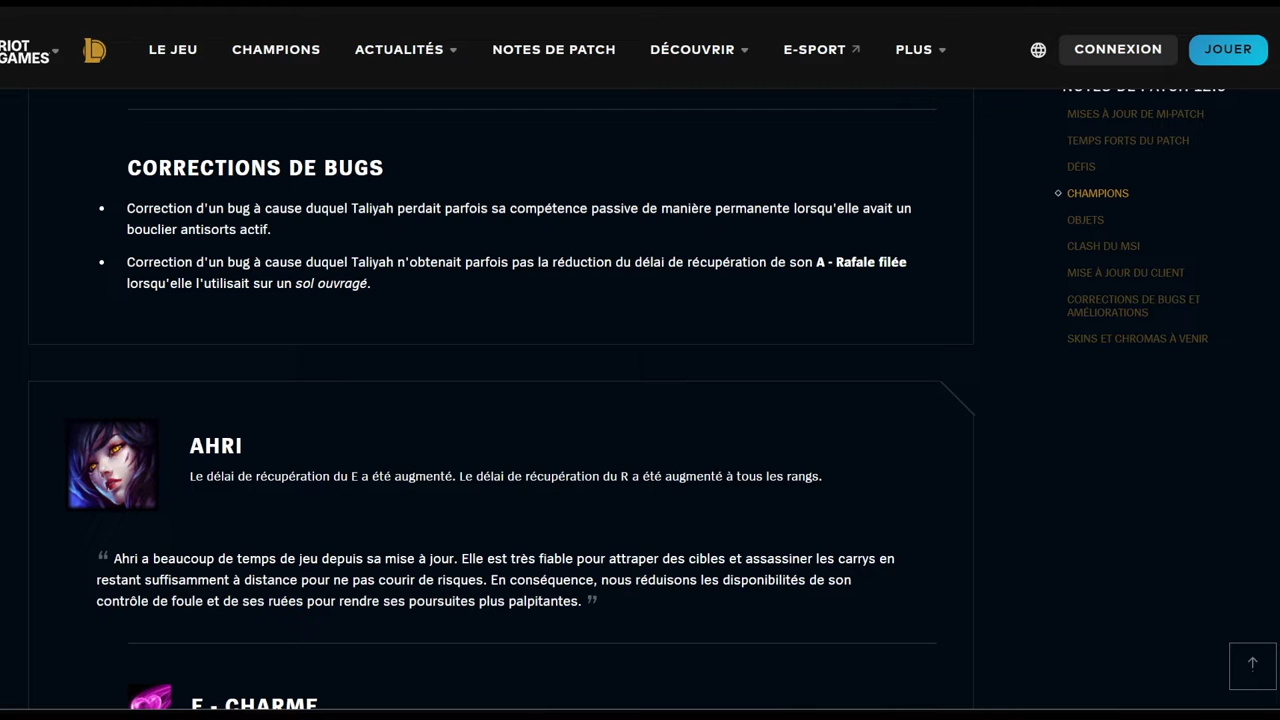 RIOT
GAMES
LE JEU
CHAMPIONS
ACTUALITÉS
NOTES DE PATCH
DÉCOUVRIR
E-SPORT
PLUS
CONNEXION
JOUER
MISES À JOUR DE MI-PATCH
TEMPS FORTS DU PATCH
DÉFIS
CHAMPIONS
OBJETS
CLASH DU MSI
MISE À JOUR DU CLIENT
CORRECTIONS DE BUGS ET
AMÉLIORATIONS
SKINS ET CHROMAS À VENIR
CORRECTIONS DE BUGS
Correction d'un bug à cause duquel Taliyah perdait parfois sa compétence passive de manière permanente lorsqu'elle avait un
bouclier antisorts actif.
Correction d'un bug à cause duquel Taliyah n'obtenait parfois pas la réduction du délai de récupération de son A - Rafale filée
lorsqu'elle l'utilisait sur un sol ouvragé.
AHRI
Le délai de récupération du E a été augmenté. Le délai de récupération du R a été augmenté à tous les rangs.
“ Ahri a beaucoup de temps de jeu depuis sa mise à jour. Elle est très fiable pour attraper des cibles et assassiner les carrys en
restant suffisamment à distance pour ne pas courir de risques. En conséquence, nous réduisons les disponibilités de son
contrôle de foule et de ses ruées pour rendre ses poursuites plus palpitantes. ”
E - CHARME